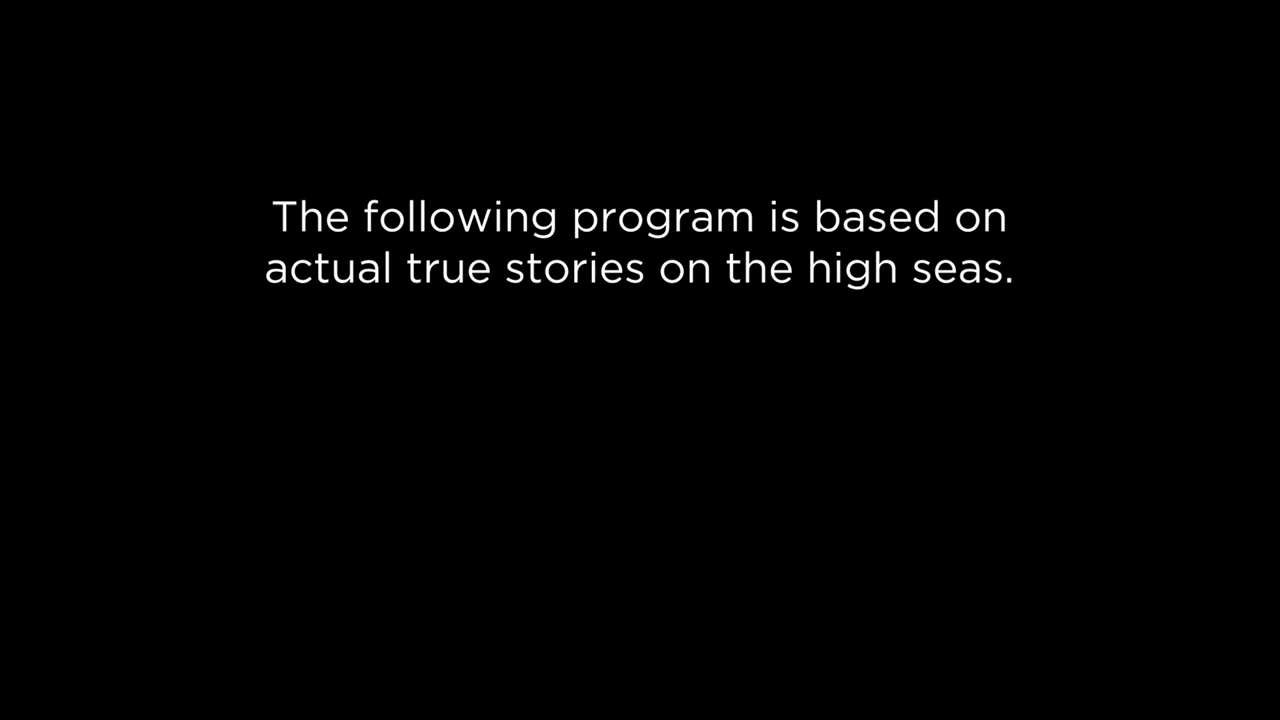 The following program is based on
actual true stories on the high seas.